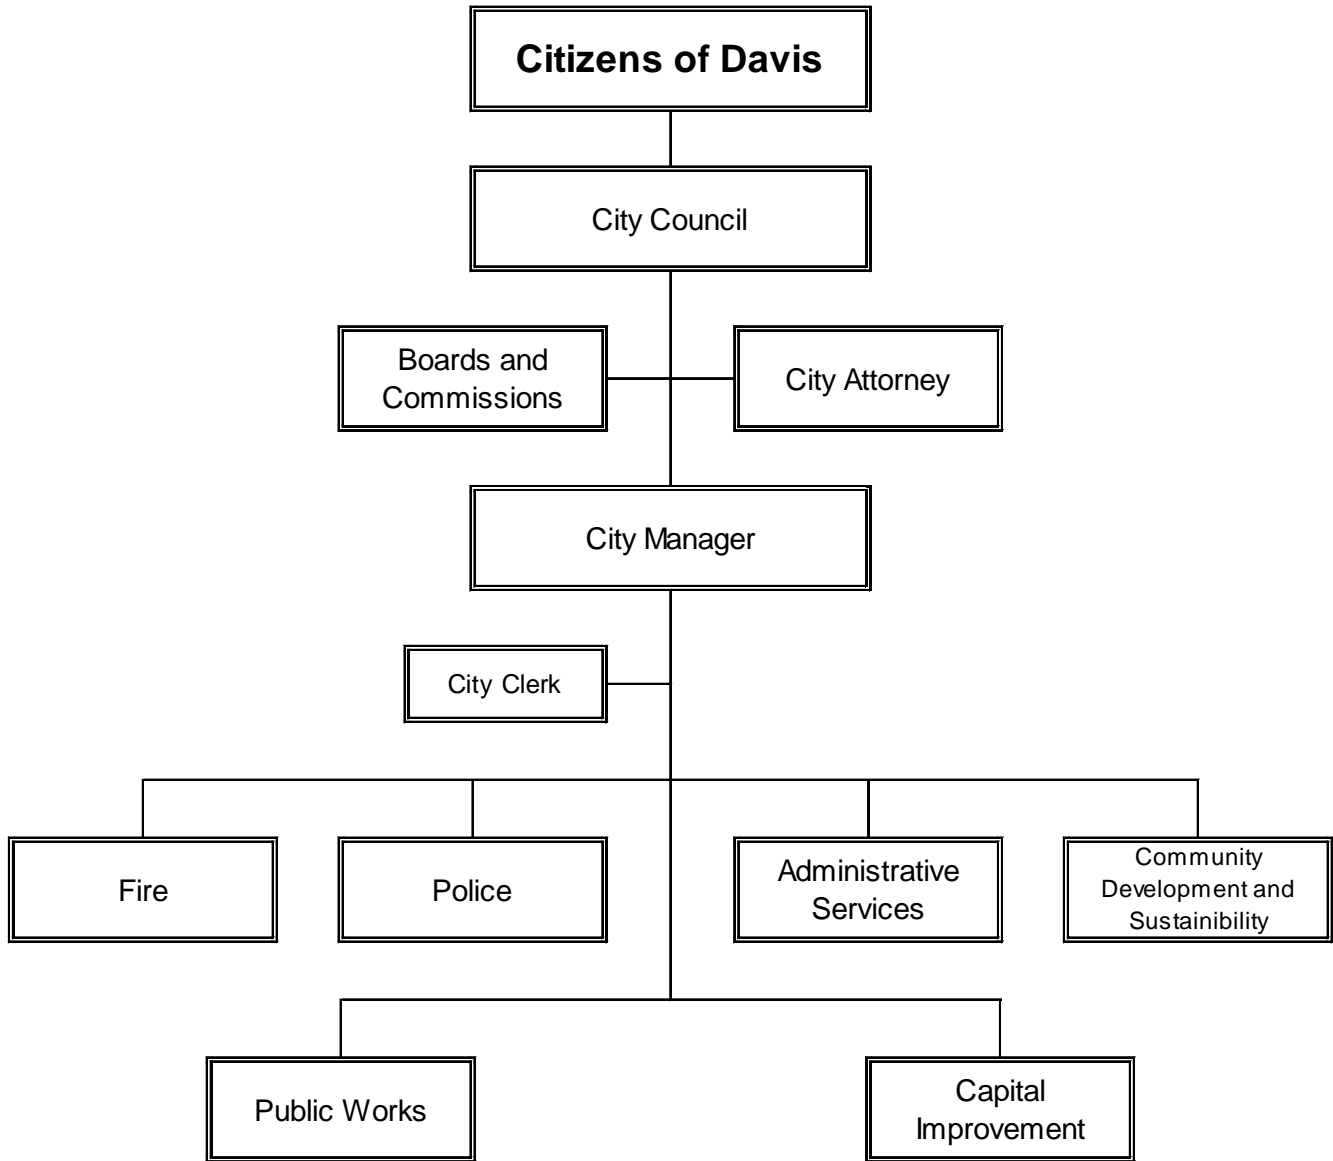 Citizens of Davis
City Council
Boards and
Commissions
City Attorney
City Manager
City Clerk
Fire
Police
Administrative
Services
Community
Development and
Sustainibility
Public Works
Capital
Improvement